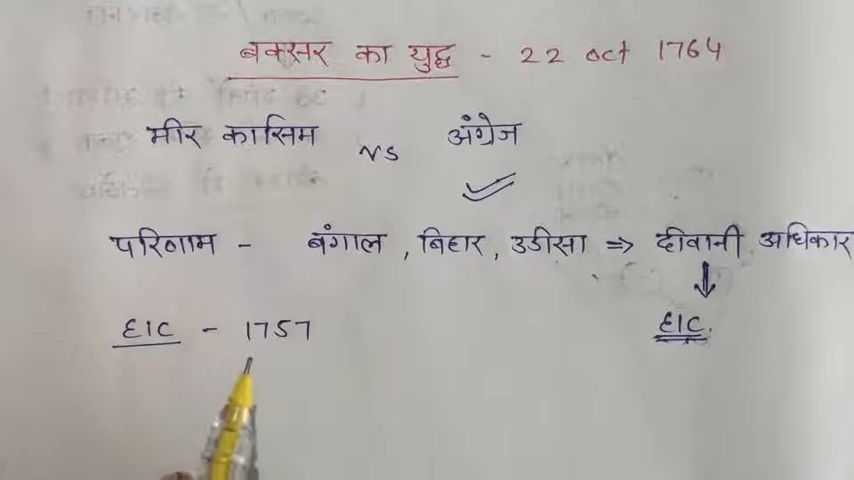 बक्सर का युद्ध - 22 oct 1764
मीर कासिम vs अंग्रेज
परिणाम - बंगाल, बिहार, उडीसा ⇒ दीवानी अधिकार
EIC - 1757 EIC.